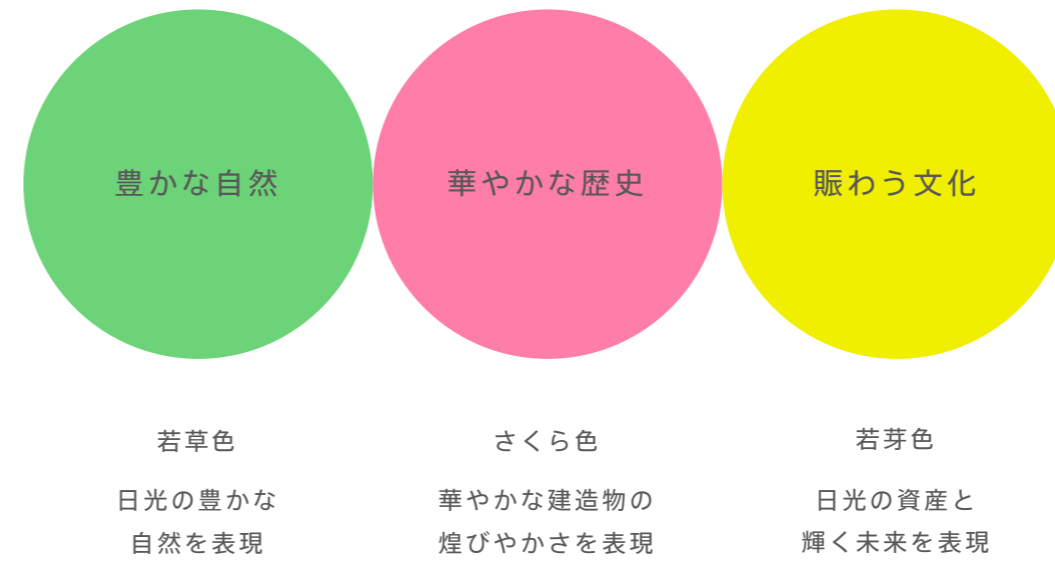 豊かな自然
華やかな歴史
賑わう文化
若草色
日光の豊かな
自然を表現
さくら色
華やかな建造物の
煌びやかさを表現
若芽色
日光の資産と
輝く未来を表現